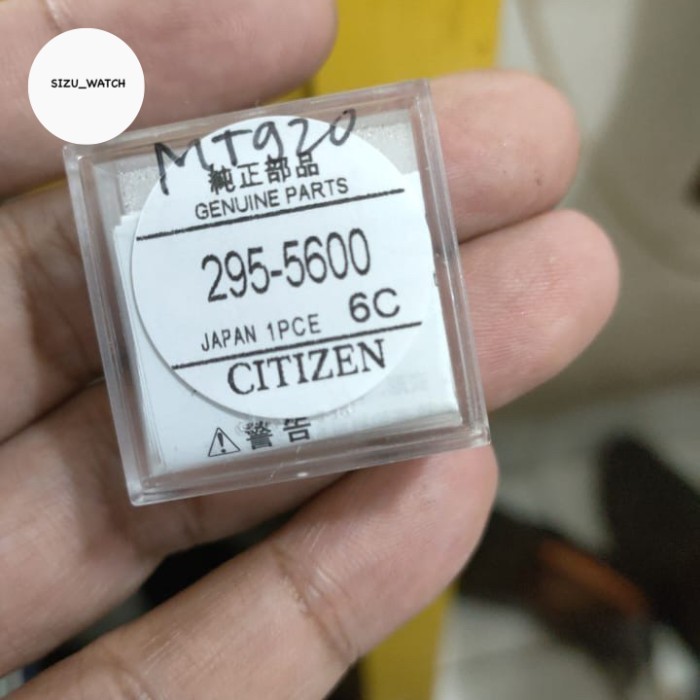 SIZU_WATCH
MT920
純正部品
GENUINE PARTS
295-5600
JAPAN 1PCE 6C
CITIZEN
⚠警告